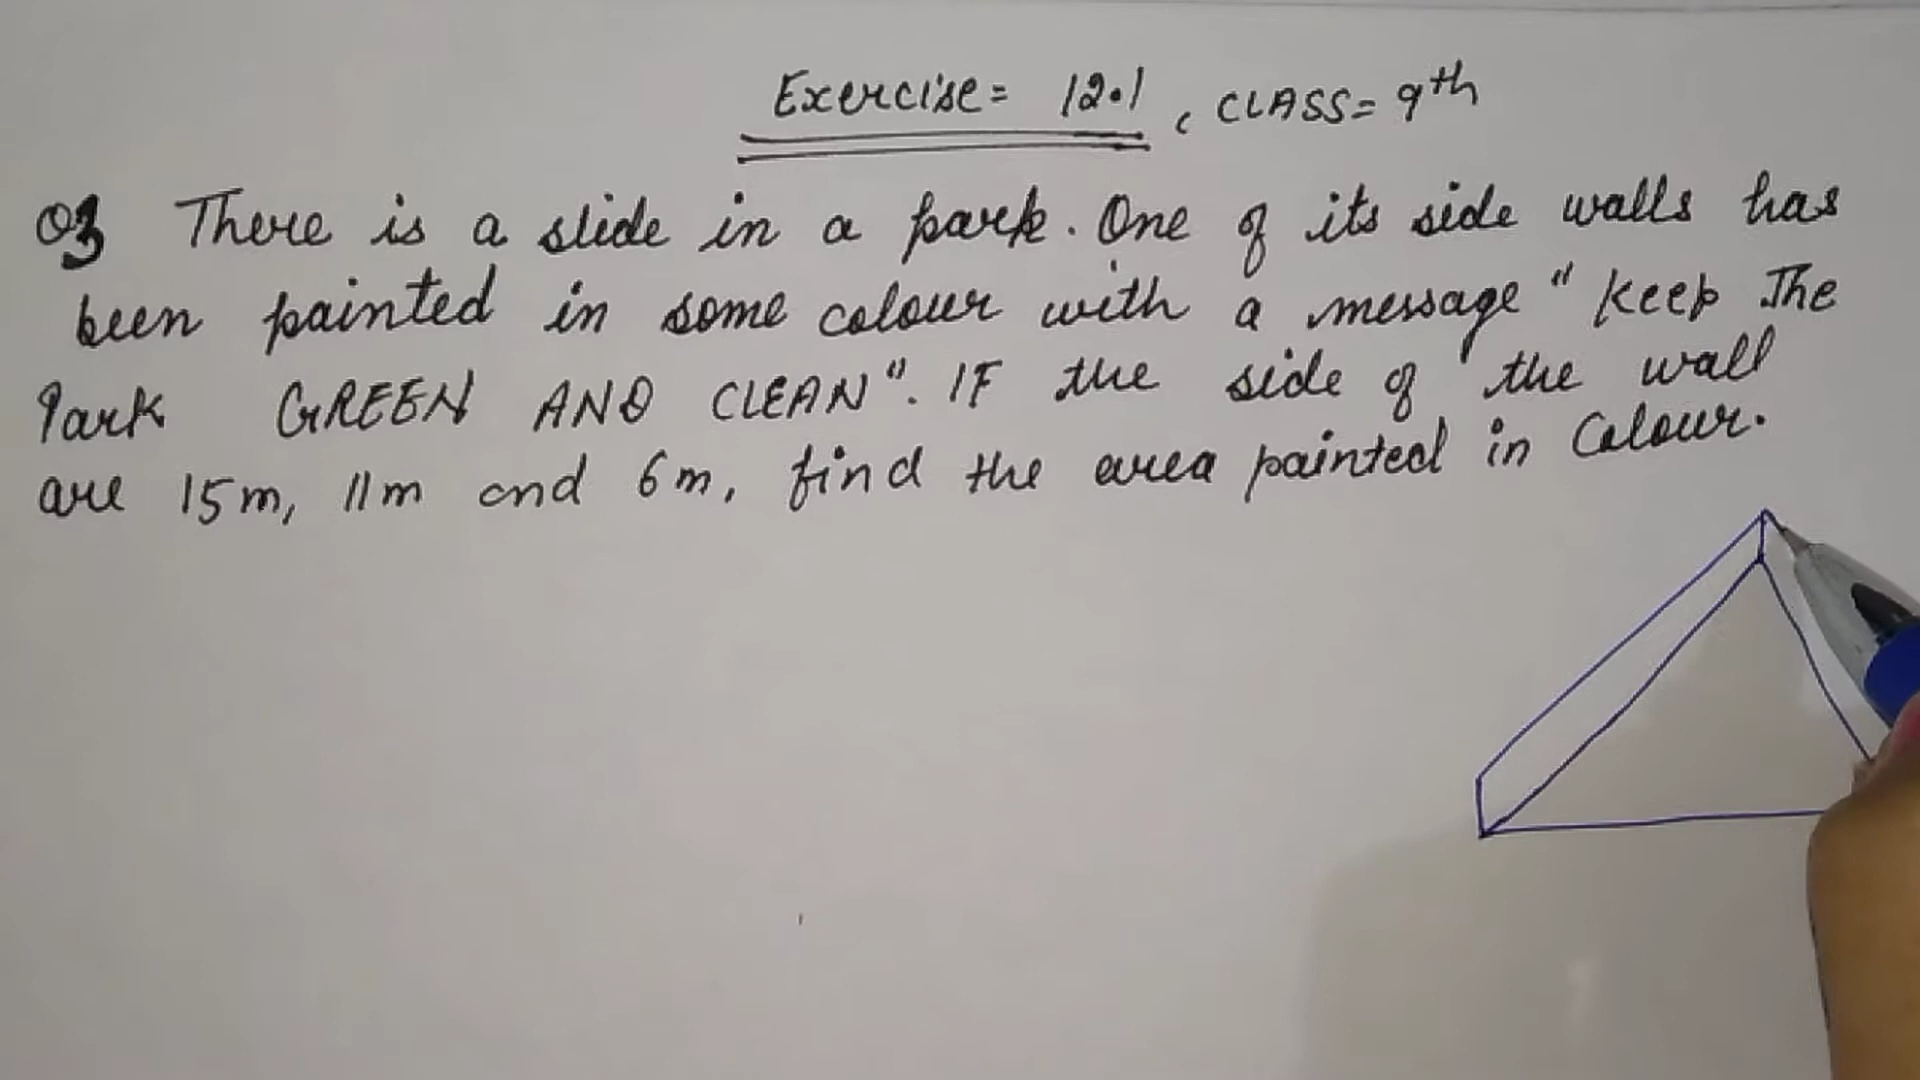 Exercise = 12.1, CLASS = 9th
Q3 There is a slide in a park. One of its side walls has
been painted in some colour with a message "Keep The
Park GREEN AND CLEAN". IF the side of the wall
are 15m, 11m and 6m, find the area painted in Colour.